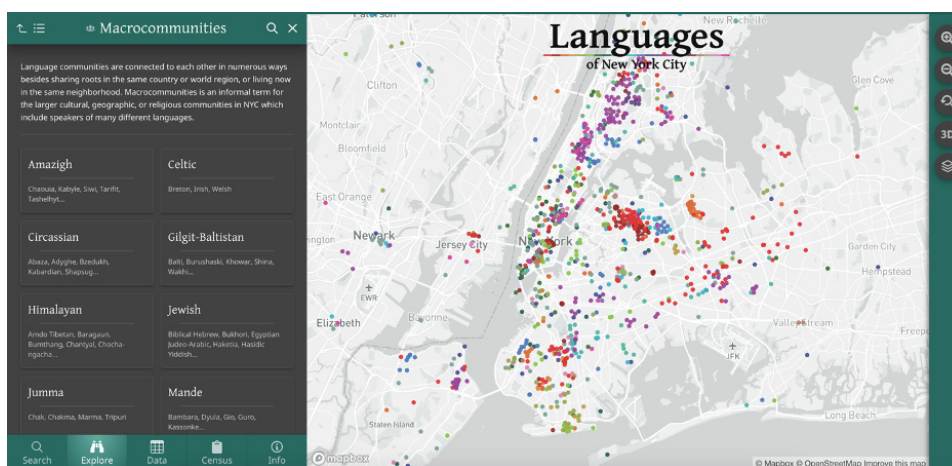 Macrocommunities
Language communities are connected to each other in numerous ways
besides sharing roots in the same country or world region, or living now
in the same neighborhood. Macrocommunities is an informal term for
the larger cultural, geographic, or religious communities in NYC which
include speakers of many different languages.
Amazigh
Chaouia, Kabyle, Siwi, Tarifit,
Tashelhyt...
Celtic
Breton, Irish, Welsh
Circassian
Abaza, Adyghe, Bzedukh,
Kabardian, Shapsug...
Gilgit-Baltistan
Balti, Burushaski, Khowar, Shina,
Wakhi...
Himalayan
Amdo Tibetan, Baragaun,
Bumthang, Chantyal, Chocha-
ngacha...
Jewish
Biblical Hebrew, Bukhori, Egyptian
Judeo-Arabic, Haketia, Hasidic
Yiddish...
Jumma
Chak, Chakma, Marma, Tripuri
Mande
Bambara, Dyula, Gio, Guro,
Kassonke...
Search
Explore
Data
Census
Info
Languages
of New York City
New Rochelle
Clifton
Glen Cove
Montclair
Bloomfield
East Orange
Newark
Jersey City
New York
Garden City
Hempstead
EWR
Elizabeth
Bayonne
Valley Stream
JFK
Staten Island
Long Beach
3D
mapbox
© Mapbox © OpenStreetMap Improve this map